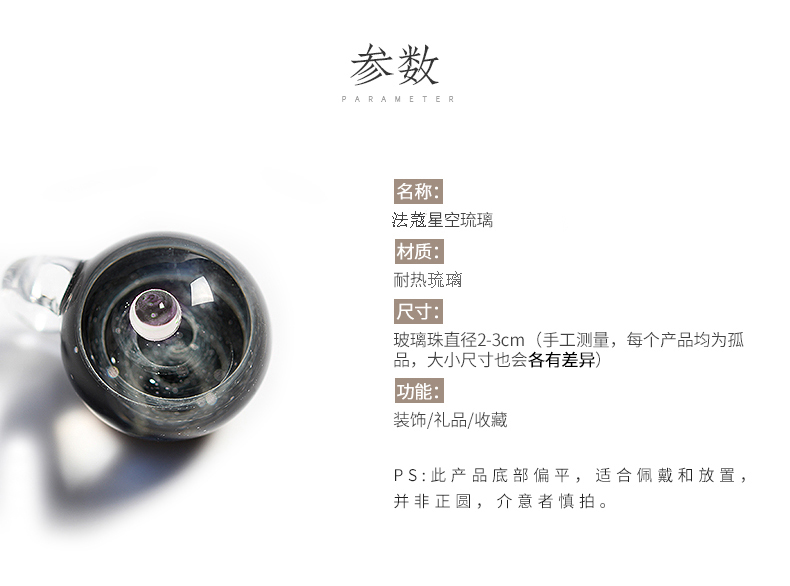 参数
PARAMETER
名称：
法蔻星空琉璃
材质：
耐热琉璃
尺寸：
玻璃珠直径2-3cm（手工测量，每个产品均为孤
品，大小尺寸也会各有差异）
功能：
装饰/礼品/收藏
PS:此产品底部偏平，适合佩戴和放置，
并非正圆，介意者慎拍。